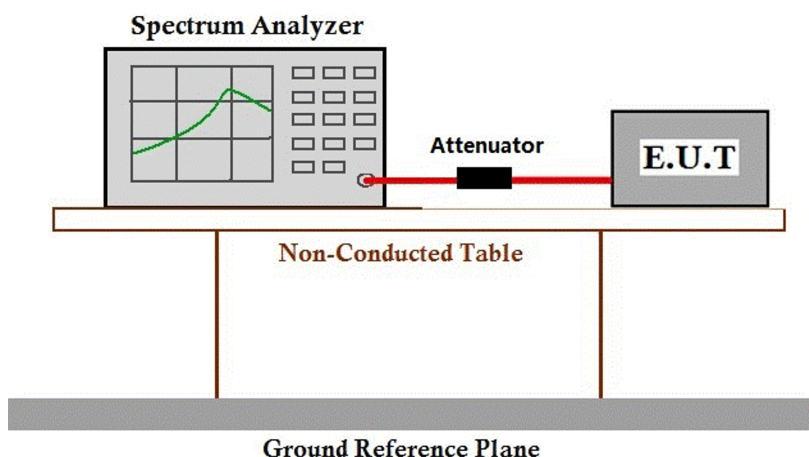 Spectrum Analyzer
Attenuator
E.U.T
Non-Conducted Table
Ground Reference Plane